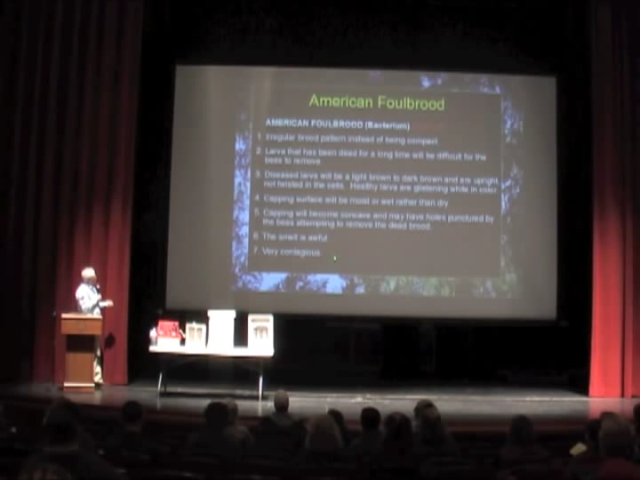 American Foulbrood
AMERICAN FOULBROOD (Bacterium)
1. Irregular brood pattern instead of being compact.
2. Larva that has been dead for a long time will be difficult for the
bees to remove
3. Diseased larva will be a light brown to dark brown and are upright
not twisted in the cells. Healthy larva are glistening white in color
4. Capping surface will be moist or wet rather than dry
5. Capping will become concave and may have holes punctured by
the bees attempting to remove the dead brood.
6. The smell is awful
7. Very contagious